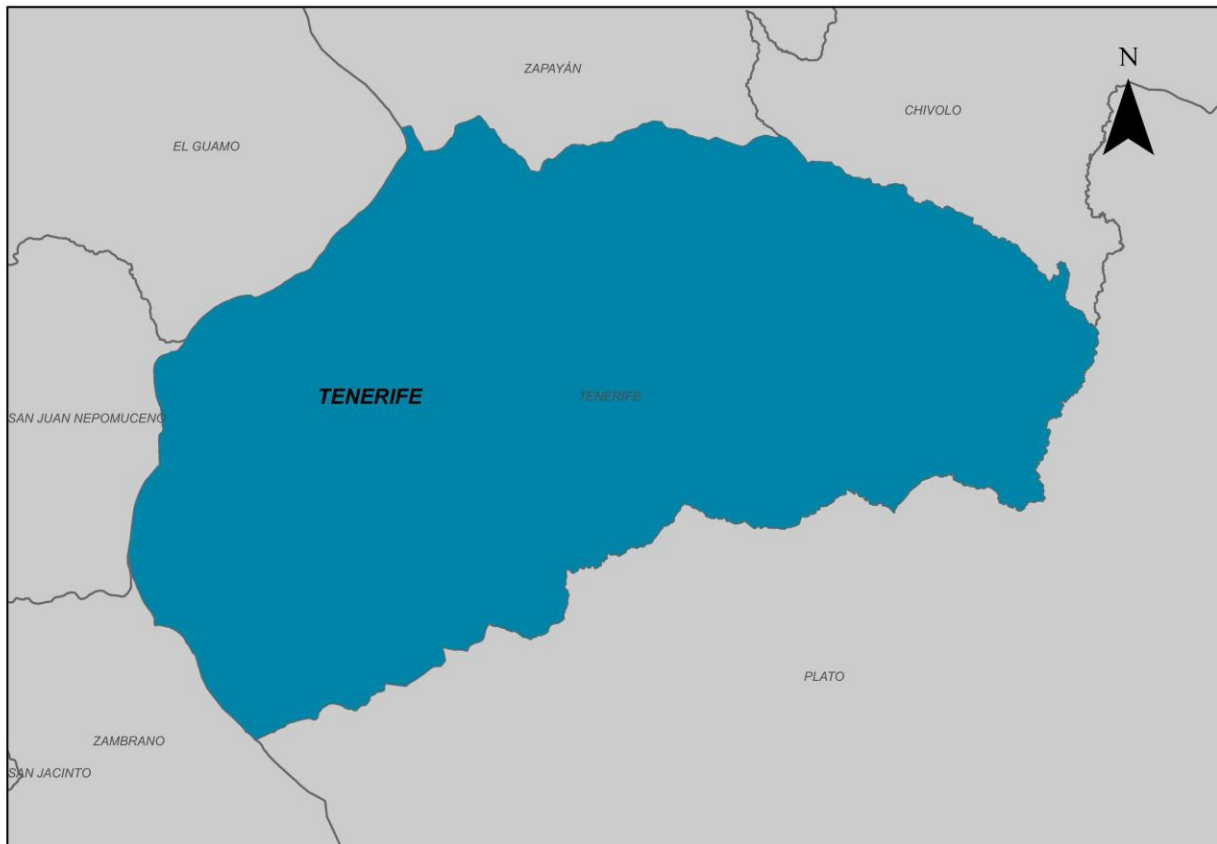 N
ZAPAYÁN
CHIVOLO
EL GUAMO
TENERIFE
TENERIFE
SAN JUAN NEPOMUCENO
PLATO
ZAMBRANO
SAN JACINTO